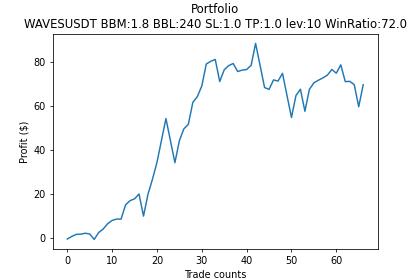 Portfolio
WAVESUSDT BBM:1.8 BBL:240 SL:1.0 TP:1.0 lev:10 WinRatio:72.0
80
60
40
20
0
Profit ($)
0 10 20 30 40 50 60
Trade counts